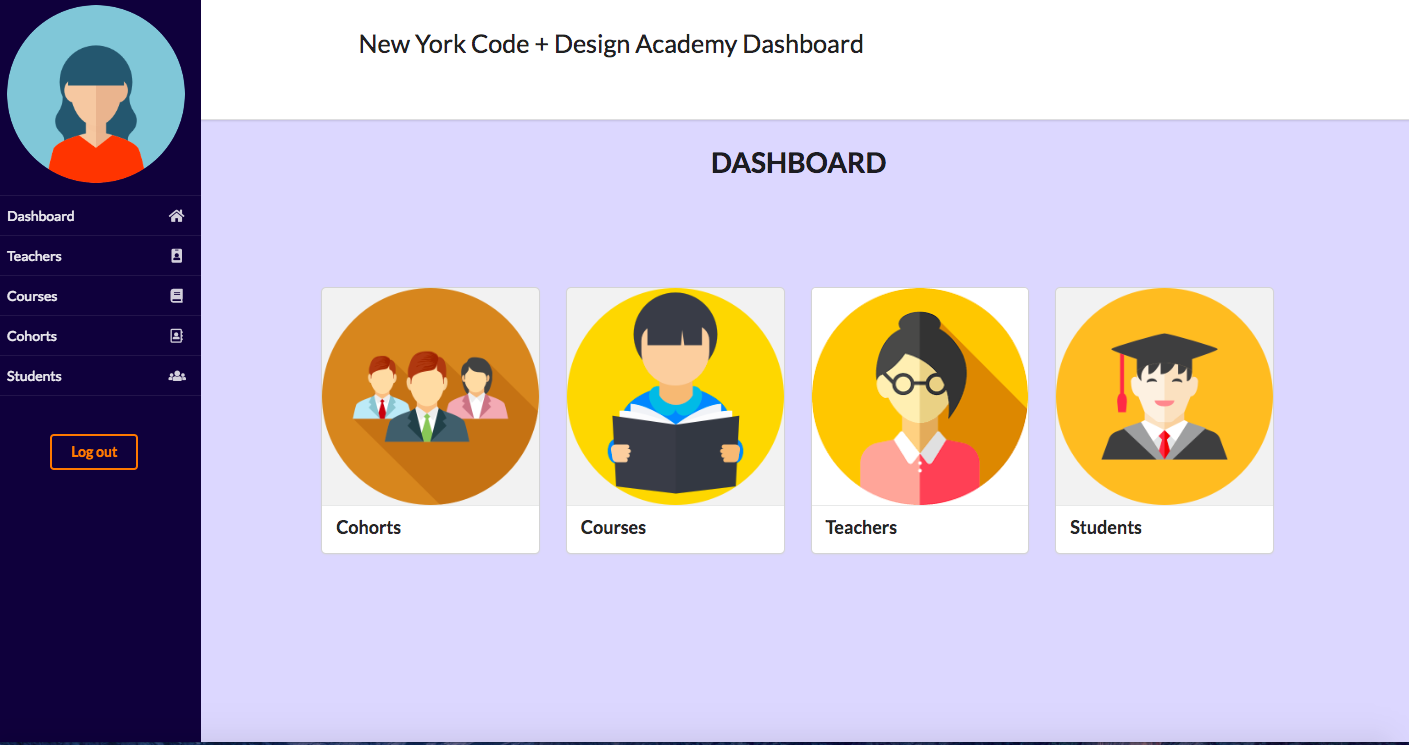 New York Code + Design Academy Dashboard
DASHBOARD
Dashboard
Teachers
Courses
Cohorts
Students
Log out
Cohorts
Courses
Teachers
Students